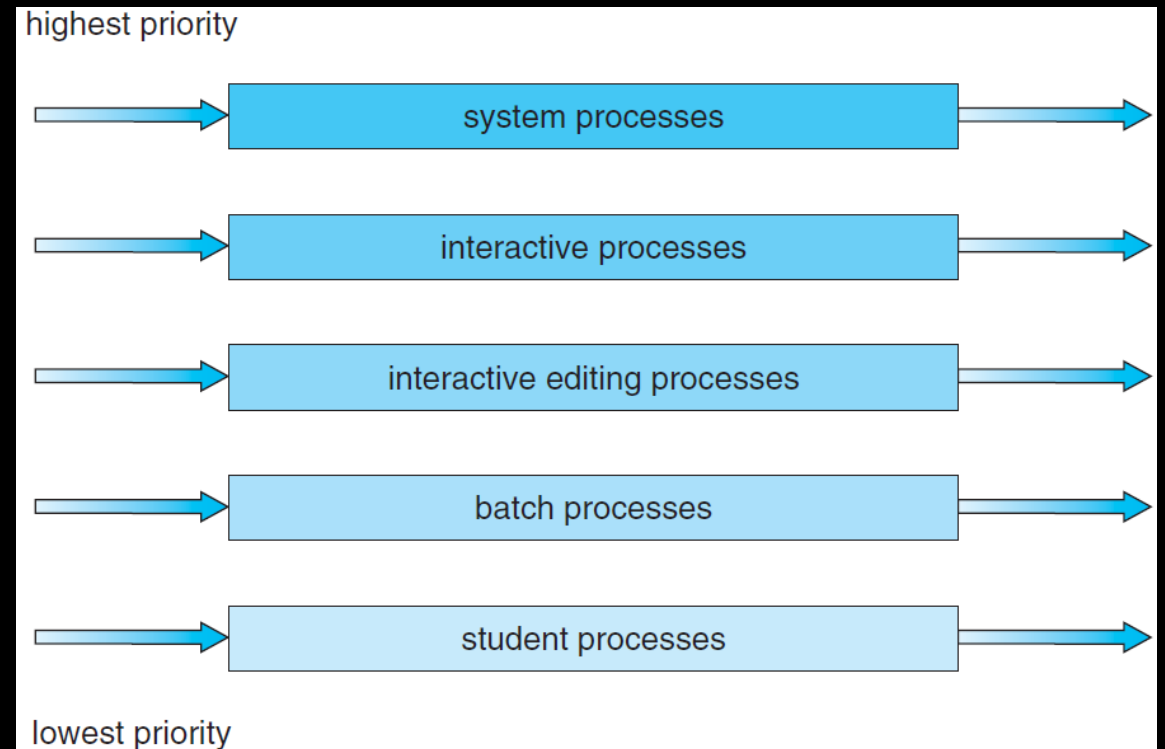 highest priority
system processes
interactive processes
interactive editing processes
batch processes
student processes
lowest priority